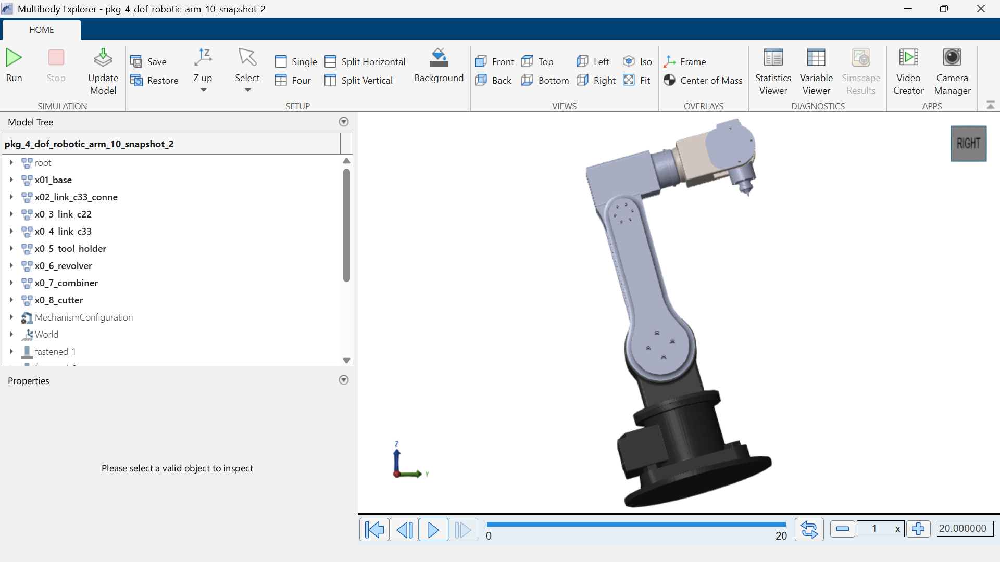 Multibody Explorer - pkg_4_dof_robotic_arm_10_snapshot_2
HOME
Run
Stop
Update Model
SIMULATION
Save
Restore
Z
Z up
Select
Single
Four
Split Horizontal
Split Vertical
Background
SETUP
Front
Back
Top
Bottom
Left
Right
Iso
Fit
VIEWS
Frame
Center of Mass
OVERLAYS
Statistics Viewer
Variable Viewer
Simscape Results
DIAGNOSTICS
Video Creator
Camera Manager
APPS
Model Tree
pkg_4_dof_robotic_arm_10_snapshot_2
root
x01_base
x02_link_c33_conne
x0_3_link_c22
x0_4_link_c33
x0_5_tool_holder
x0_6_revolver
x0_7_combiner
x0_8_cutter
MechanismConfiguration
World
fastened_1
Properties
Please select a valid object to inspect
RIGHT
Z
Y
0
20
1 x
20.000000